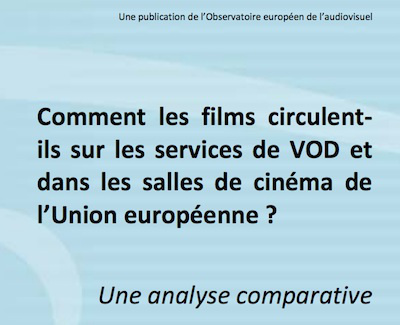 Une publication de l'Observatoire européen de l'audiovisuel
Comment les films circulent-
ils sur les services de VOD et
dans les salles de cinéma de
l'Union européenne ?
Une analyse comparative